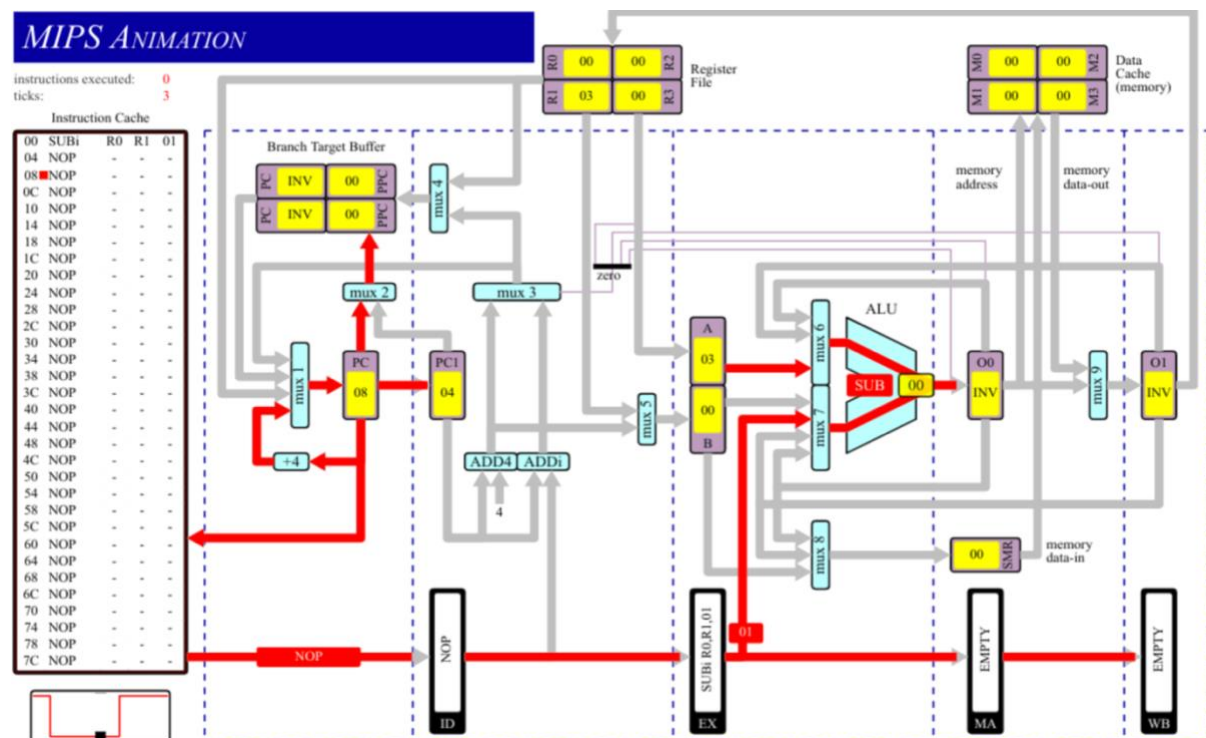 MIPS ANIMATION
instructions executed: 0
ticks: 3
Instruction Cache
00 SUBi R0 R1 01
04 NOP - - -
08 NOP - - -
0C NOP - - -
10 NOP - - -
14 NOP - - -
18 NOP - - -
1C NOP - - -
20 NOP - - -
24 NOP - - -
28 NOP - - -
2C NOP - - -
30 NOP - - -
34 NOP - - -
38 NOP - - -
3C NOP - - -
40 NOP - - -
44 NOP - - -
48 NOP - - -
4C NOP - - -
50 NOP - - -
54 NOP - - -
58 NOP - - -
5C NOP - - -
60 NOP - - -
64 NOP - - -
68 NOP - - -
6C NOP - - -
70 NOP - - -
74 NOP - - -
78 NOP - - -
7C NOP - - -
R0 00 00 R2
R1 03 00 R3
Register
File
M0 00 00 M2
M1 00 00 M3
Data
Cache
(memory)
Branch Target Buffer
PC INV 00 PPC
PC INV 00 PPC
mux 4
memory
address
memory
data-out
zero
mux 2
mux 3
mux 1
PC
08
PC1
04
+4
ADD4
ADDi
4
mux 5
A
03
00
B
mux 6
mux 7
ALU
SUB
00
O0
INV
mux 9
O1
INV
mux 8
00 SMR
memory
data-in
NOP
NOP
ID
SUBi R0,R1,01
EX
01
EMPTY
MA
EMPTY
WB